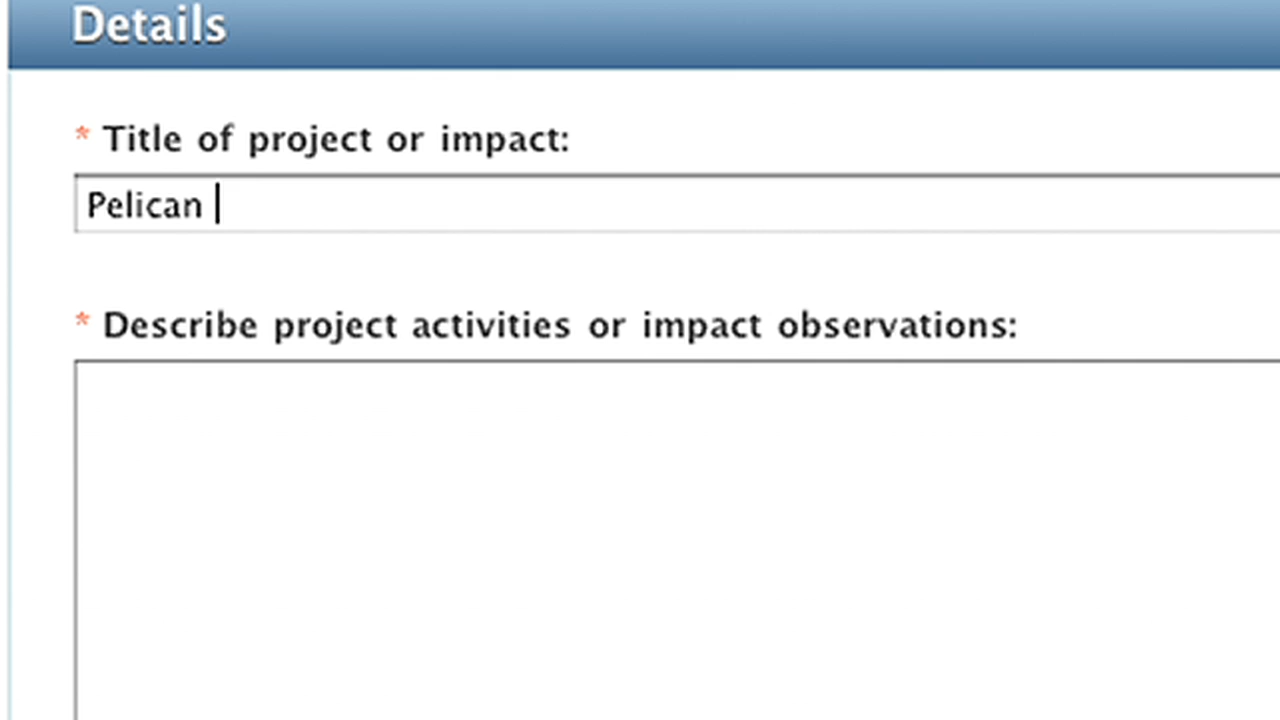 Details
* Title of project or impact:
Pelican
* Describe project activities or impact observations: